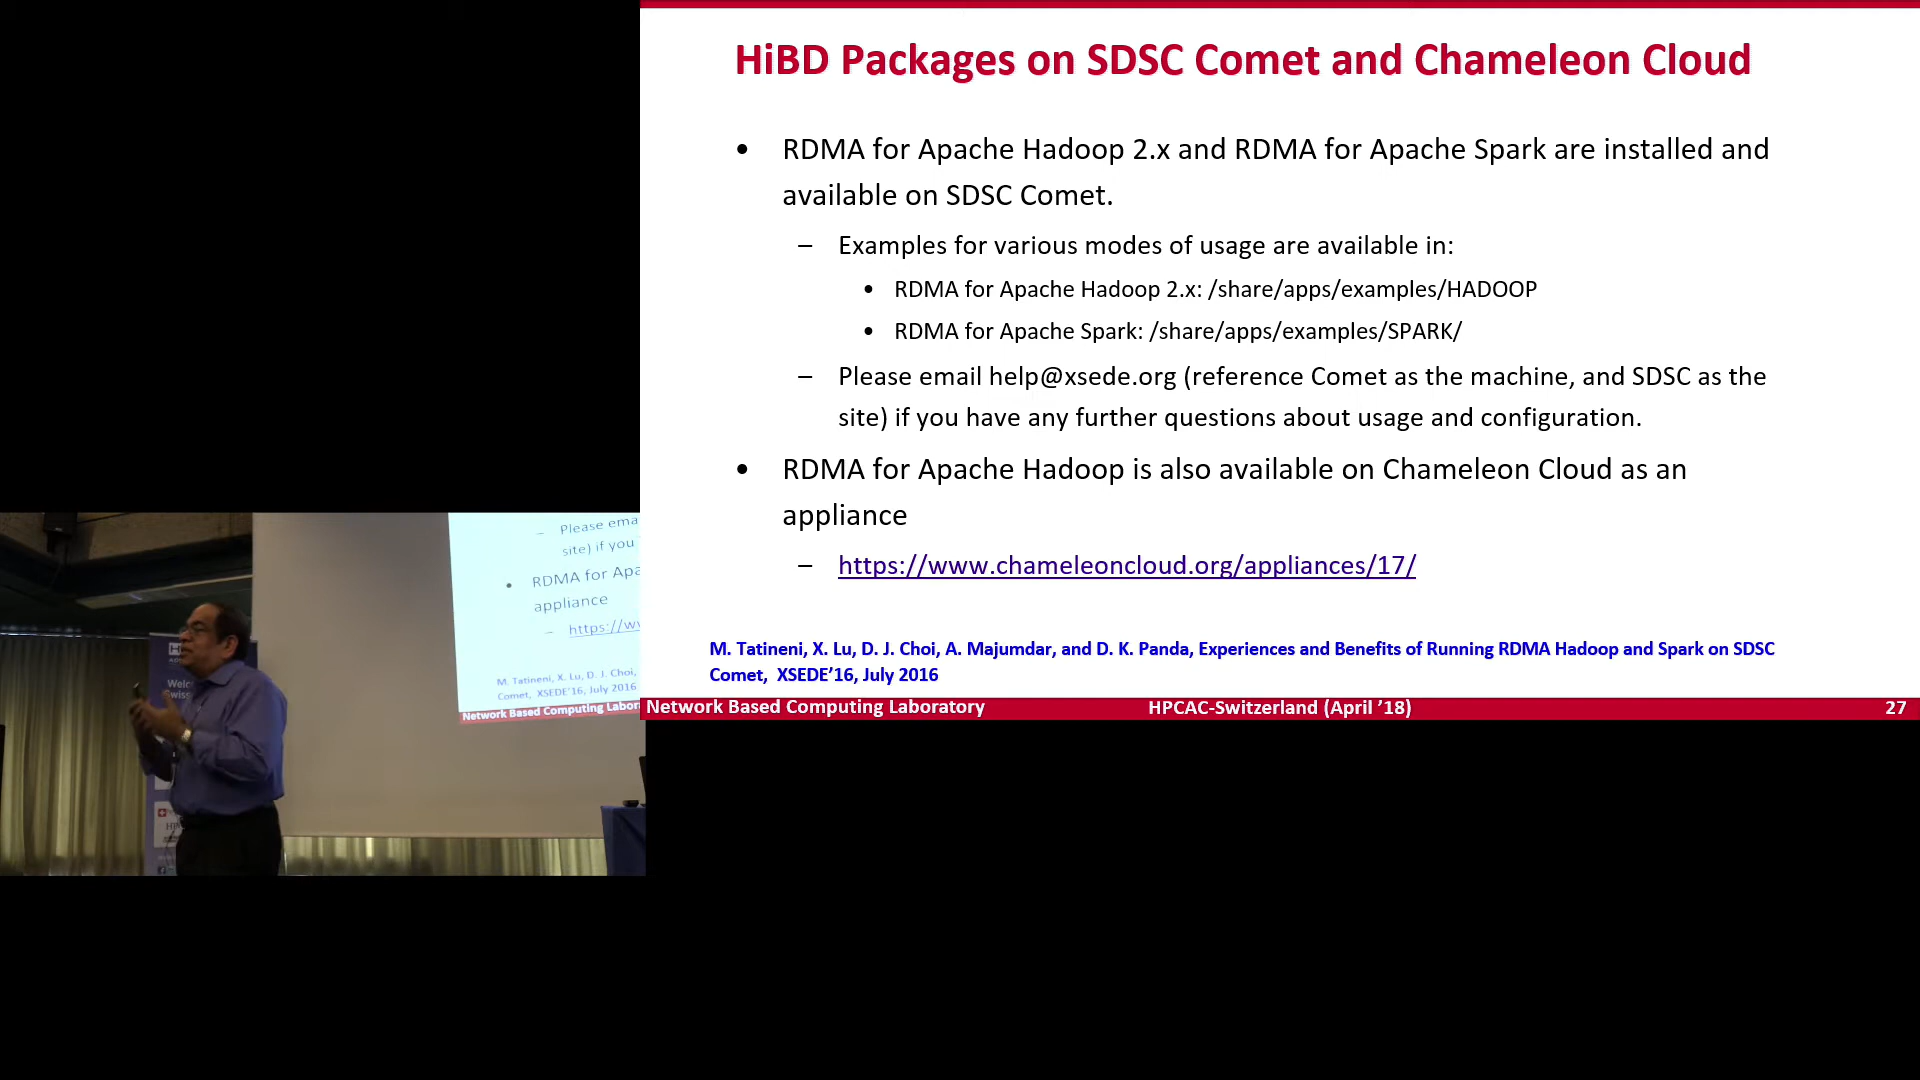 HiBD Packages on SDSC Comet and Chameleon Cloud
• RDMA for Apache Hadoop 2.x and RDMA for Apache Spark are installed and
available on SDSC Comet.
– Examples for various modes of usage are available in:
• RDMA for Apache Hadoop 2.x: /share/apps/examples/HADOOP
• RDMA for Apache Spark: /share/apps/examples/SPARK/
– Please email help@xsede.org (reference Comet as the machine, and SDSC as the
site) if you have any further questions about usage and configuration.
• RDMA for Apache Hadoop is also available on Chameleon Cloud as an
appliance
– https://www.chameleoncloud.org/appliances/17/
M. Tatineni, X. Lu, D. J. Choi, A. Majumdar, and D. K. Panda, Experiences and Benefits of Running RDMA Hadoop and Spark on SDSC
Comet, XSEDE’16, July 2016
Network Based Computing Laboratory HPCAC-Switzerland (April ’18) 27
– Please ema
site) if you
• RDMA for Apa
appliance
– https://w
M. Tatineni, X. Lu, D. J. Choi,
Comet, XSEDE’16, July 2016
Network Based Computing Labor